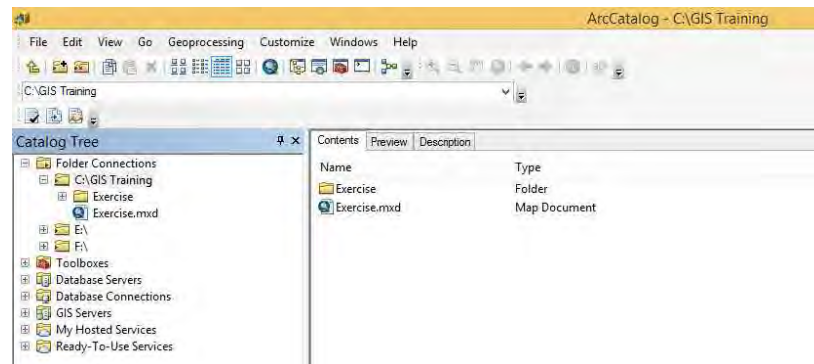 ArcCatalog - C:\GIS Training
File Edit View Go Geoprocessing Customize Windows Help
C:\GIS Training
Catalog Tree
Folder Connections
C:\GIS Training
Exercise
Exercise.mxd
E:\
F:\
Toolboxes
Database Servers
Database Connections
GIS Servers
My Hosted Services
Ready-To-Use Services
Contents Preview Description
Name Type
Exercise Folder
Exercise.mxd Map Document